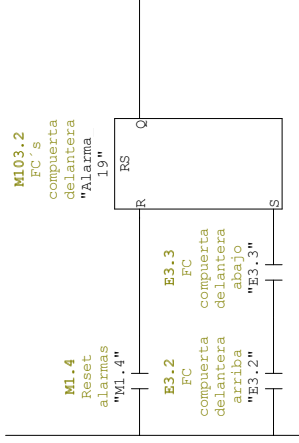 M103.2
FC´s
compuerta
delantera
"Alarma
19"
RS
R
Q
S
M1.4
Reset
alarmas
"M1.4"
E3.2
FC
compuerta
delantera
arriba
"E3.2"
E3.3
FC
compuerta
delantera
abajo
"E3.3"